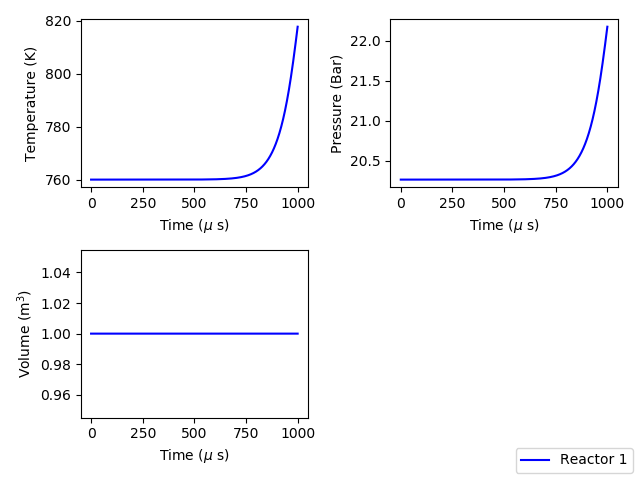 820
800
780
760
Temperature (K)
0 250 500 750 1000
Time (μ s)
22.0
21.5
21.0
20.5
Pressure (Bar)
0 250 500 750 1000
Time (μ s)
1.04
1.02
1.00
0.98
0.96
Volume (m³)
0 250 500 750 1000
Time (μ s)
Reactor 1